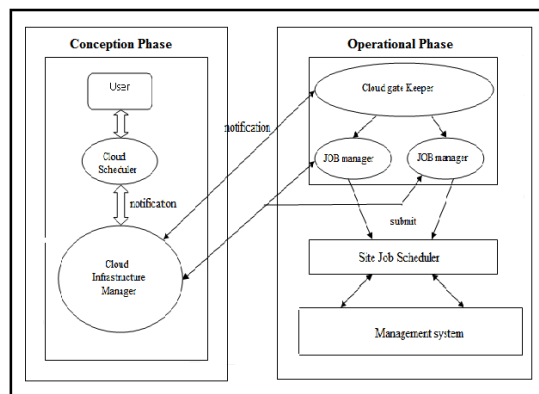 Conception Phase
User
Cloud
Scheduler
notification
Cloud
Infrastructure
Manager
Operational Phase
Cloud gate Keeper
notification
JOB manager
JOB manager
submit
Site Job Scheduler
Management system